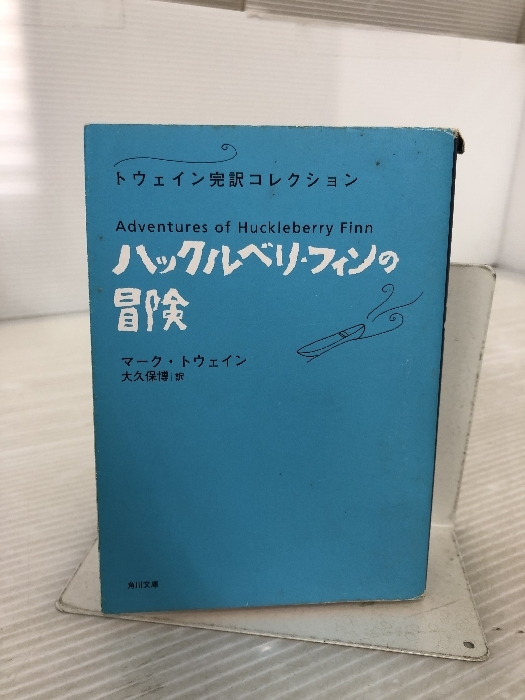 トウェイン完訳コレクション
Adventures of Huckleberry Finn
ハックルベリ・フィンの
冒険
マーク・トウェイン
大久保博|訳
角川文庫